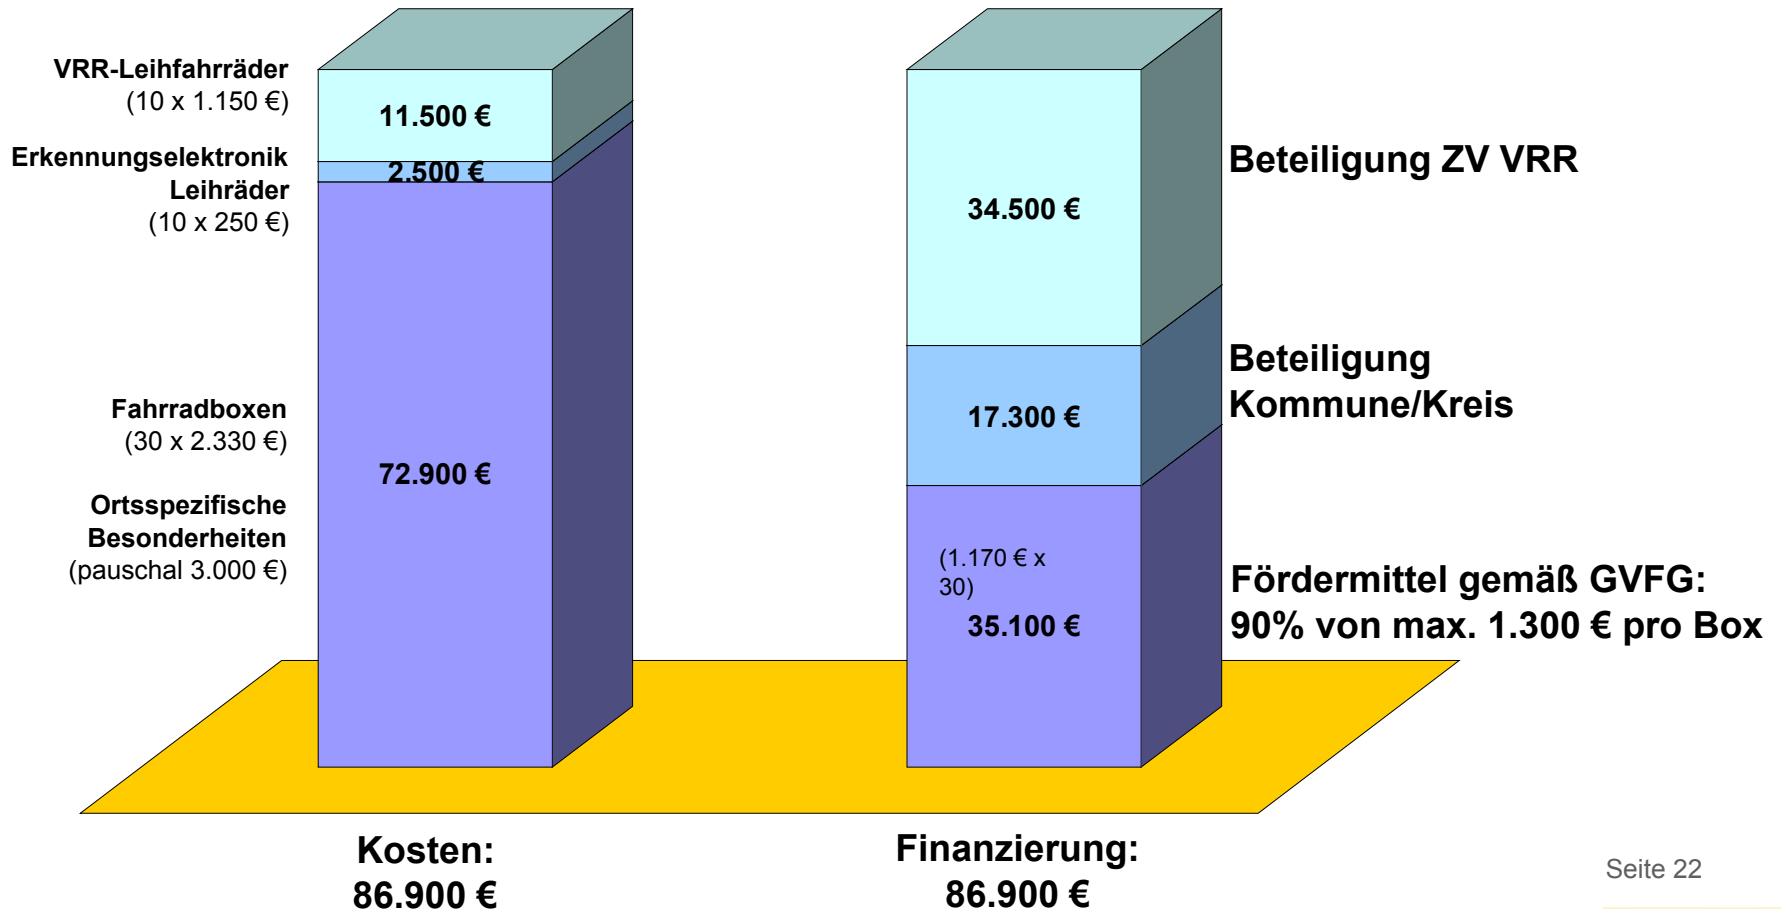 VRR-Leihfahrräder
(10 x 1.150 €)
Erkennungselektronik
Leihräder
(10 x 250 €)
Fahrradboxen
(30 x 2.330 €)
Ortsspezifische
Besonderheiten
(pauschal 3.000 €)
11.500 €
2.500 €
72.900 €
34.500 €
17.300 €
(1.170 € x
30)
35.100 €
Beteiligung ZV VRR
Beteiligung
Kommune/Kreis
Fördermittel gemäß GVFG:
90% von max. 1.300 € pro Box
Kosten:
86.900 €
Finanzierung:
86.900 €
Seite 22